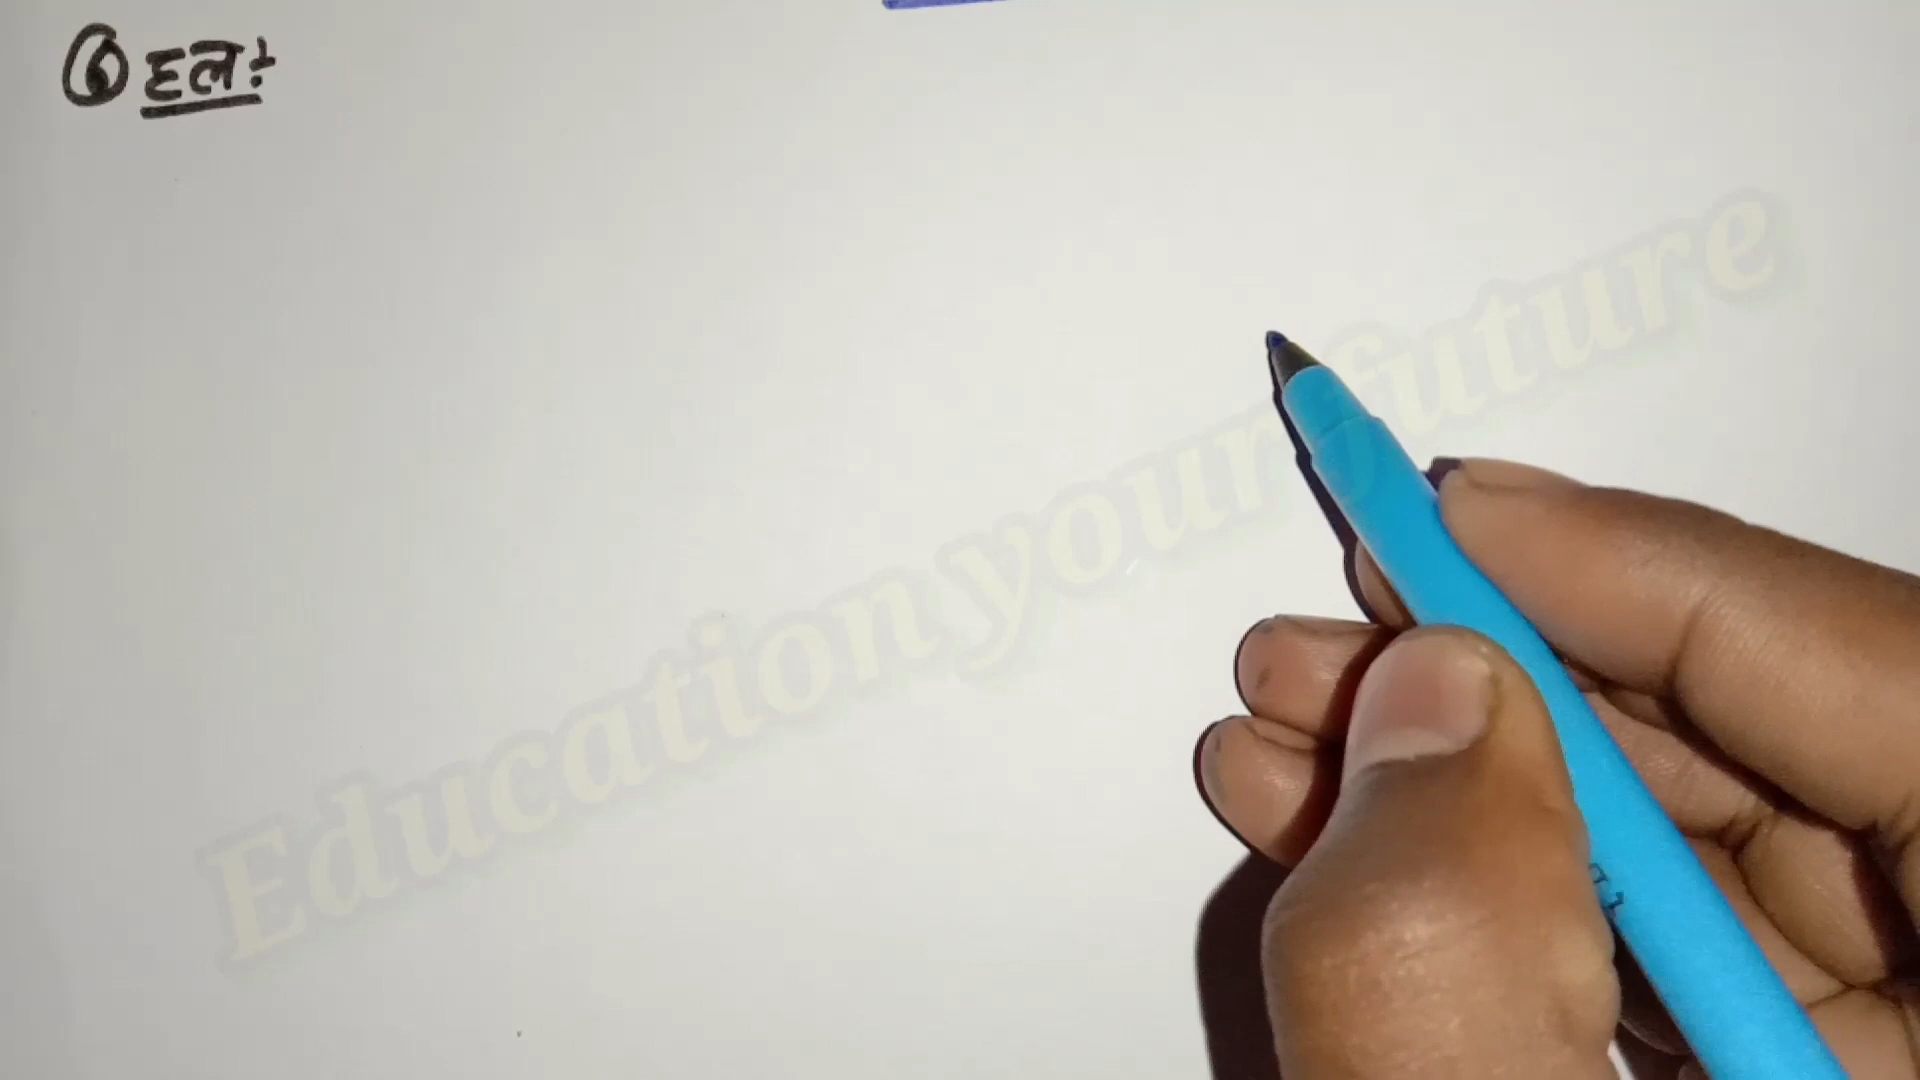 ⑥ हल÷
Education your future